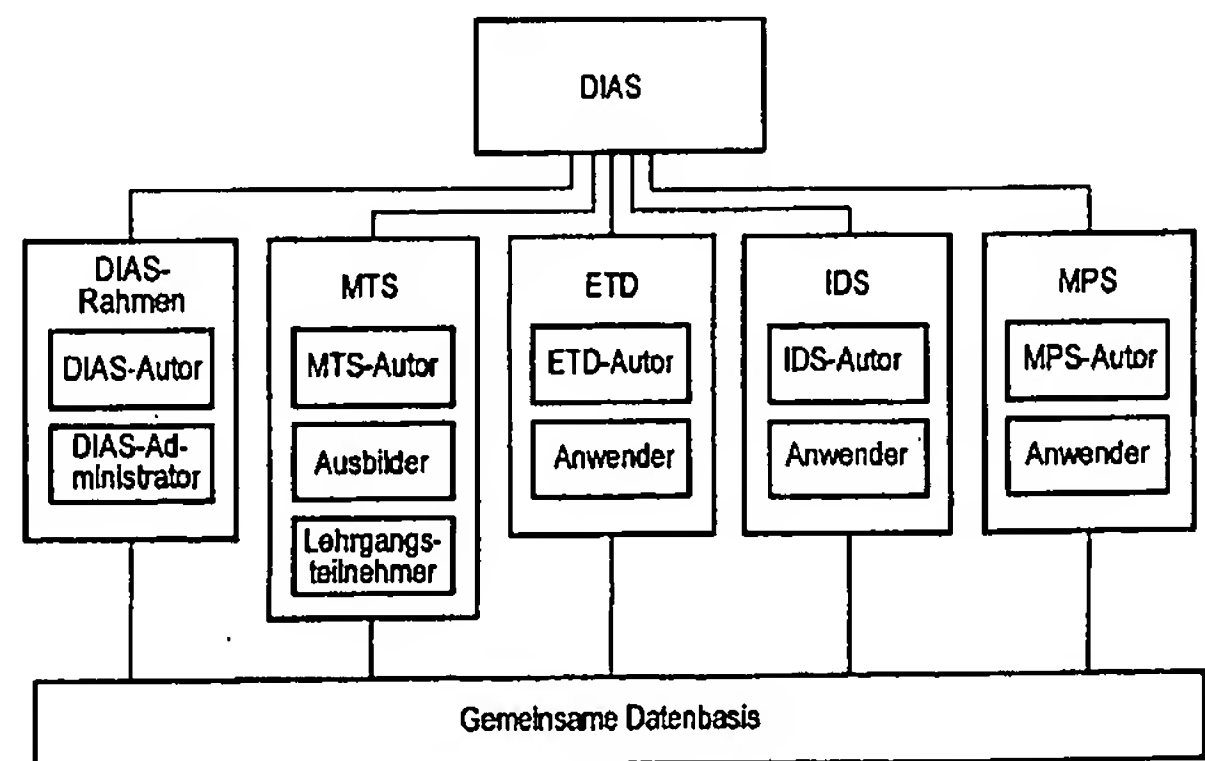 DIAS
DIAS-
Rahmen
DIAS-Autor
DIAS-Ad-
ministrator
MTS
MTS-Autor
Ausbilder
Lehrgangs-
teilnehmer
ETD
ETD-Autor
Anwender
IDS
IDS-Autor
Anwender
MPS
MPS-Autor
Anwender
Gemeinsame Datenbasis